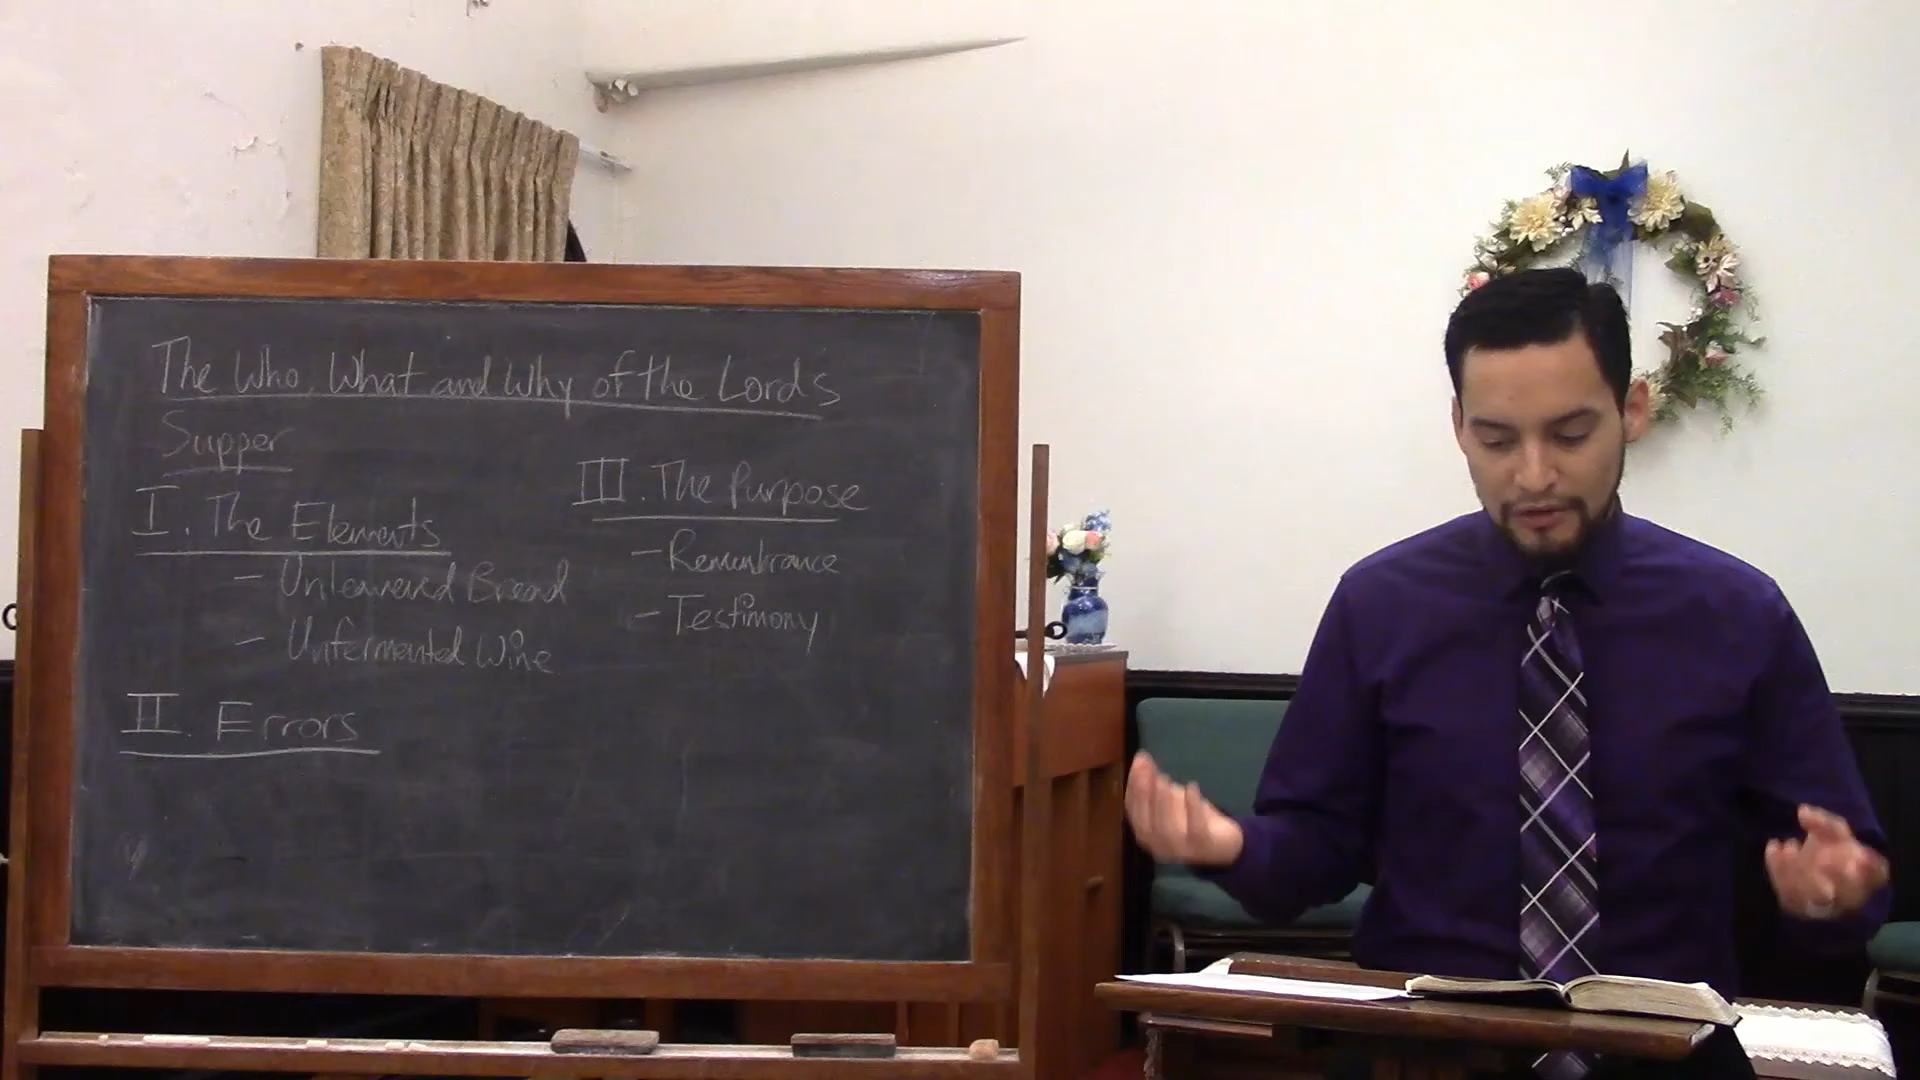 The Who, What and Why of the Lord's
Supper
I. The Elements
- Unleavened Bread
- Unfermented Wine
II. Errors
III. The Purpose
- Remembrance
- Testimony